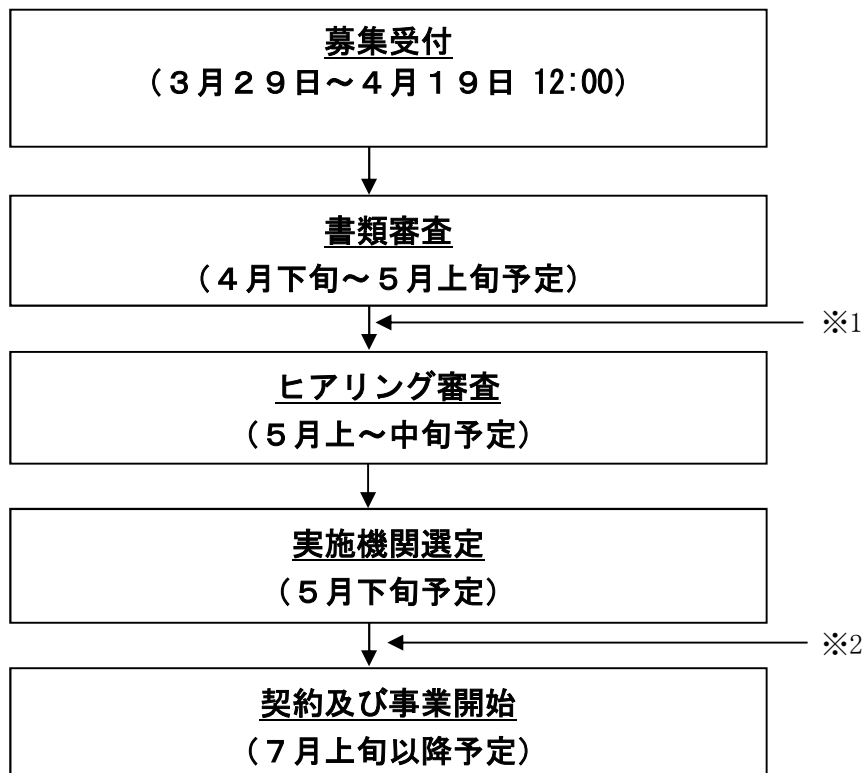 募集受付
(３月２９日～４月１９日 12:00)
書類審査
(４月下旬～５月上旬予定)
※1
ヒアリング審査
(５月上～中旬予定)
実施機関選定
(５月下旬予定)
※2
契約及び事業開始
(７月上旬以降予定)